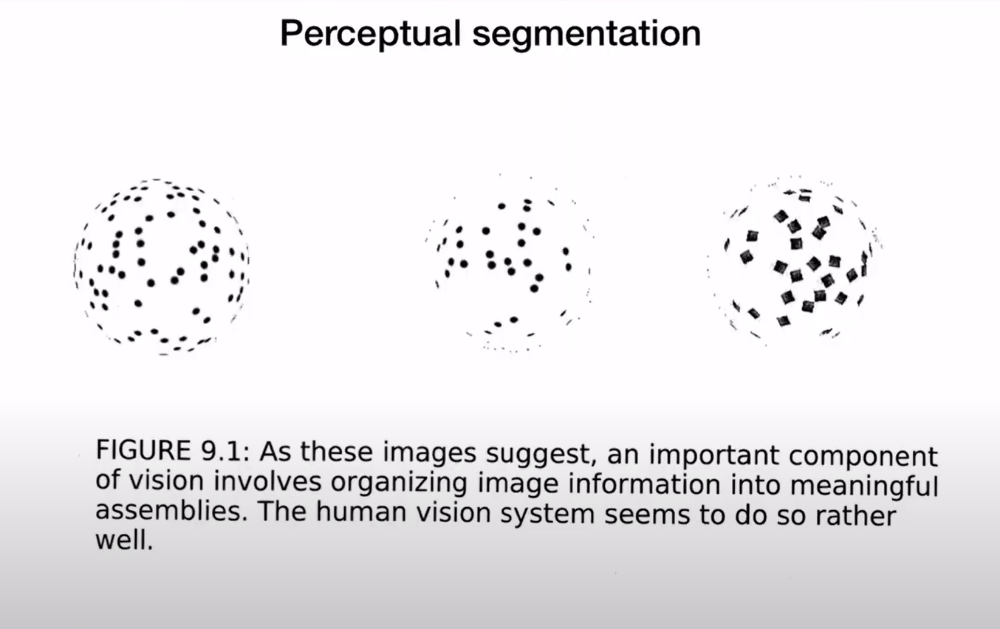 Perceptual segmentation
FIGURE 9.1: As these images suggest, an important component
of vision involves organizing image information into meaningful
assemblies. The human vision system seems to do so rather
well.